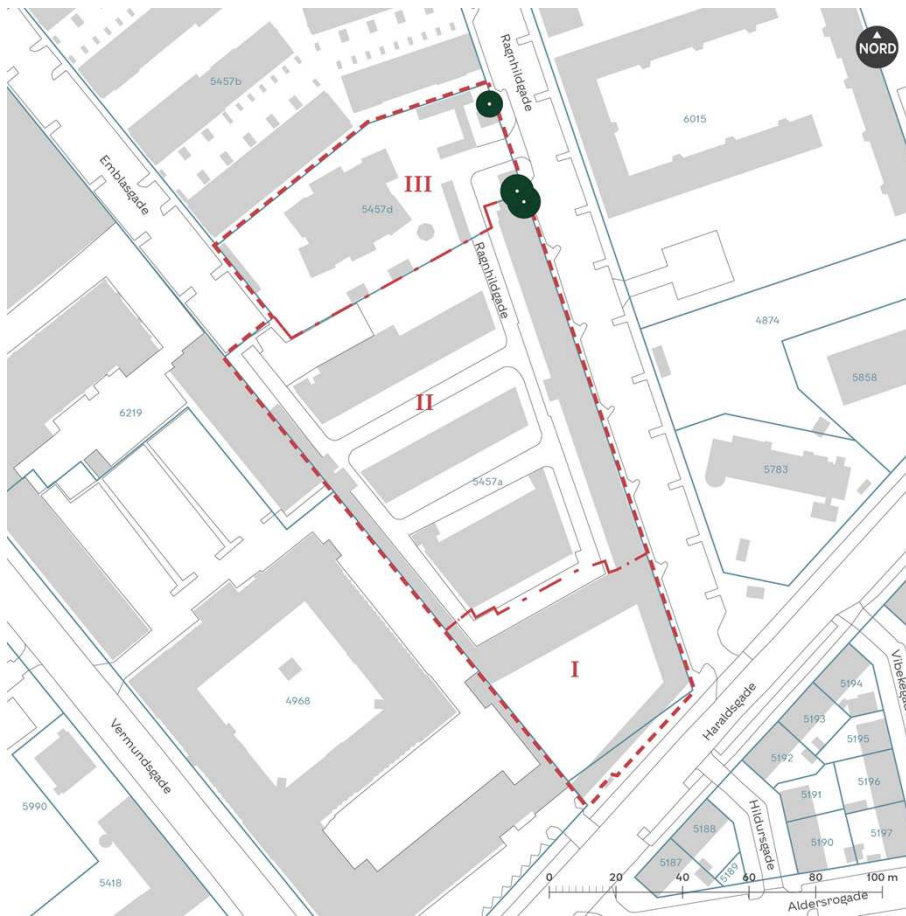 Ragnhildgade
NORD
5457b
6015
Emblasgade
III
5457d
Ragnhildgade
4874
5858
II
6219
5783
5457a
I
4968
Haraldsgade
Vibekegade
5194
5193
5195
5192
Vermundsgade
5196
5191
5990
5188
Hildursgade
5190
5197
5187
5189
5418
0 20 40 60 80 100 m
Aldersrogade